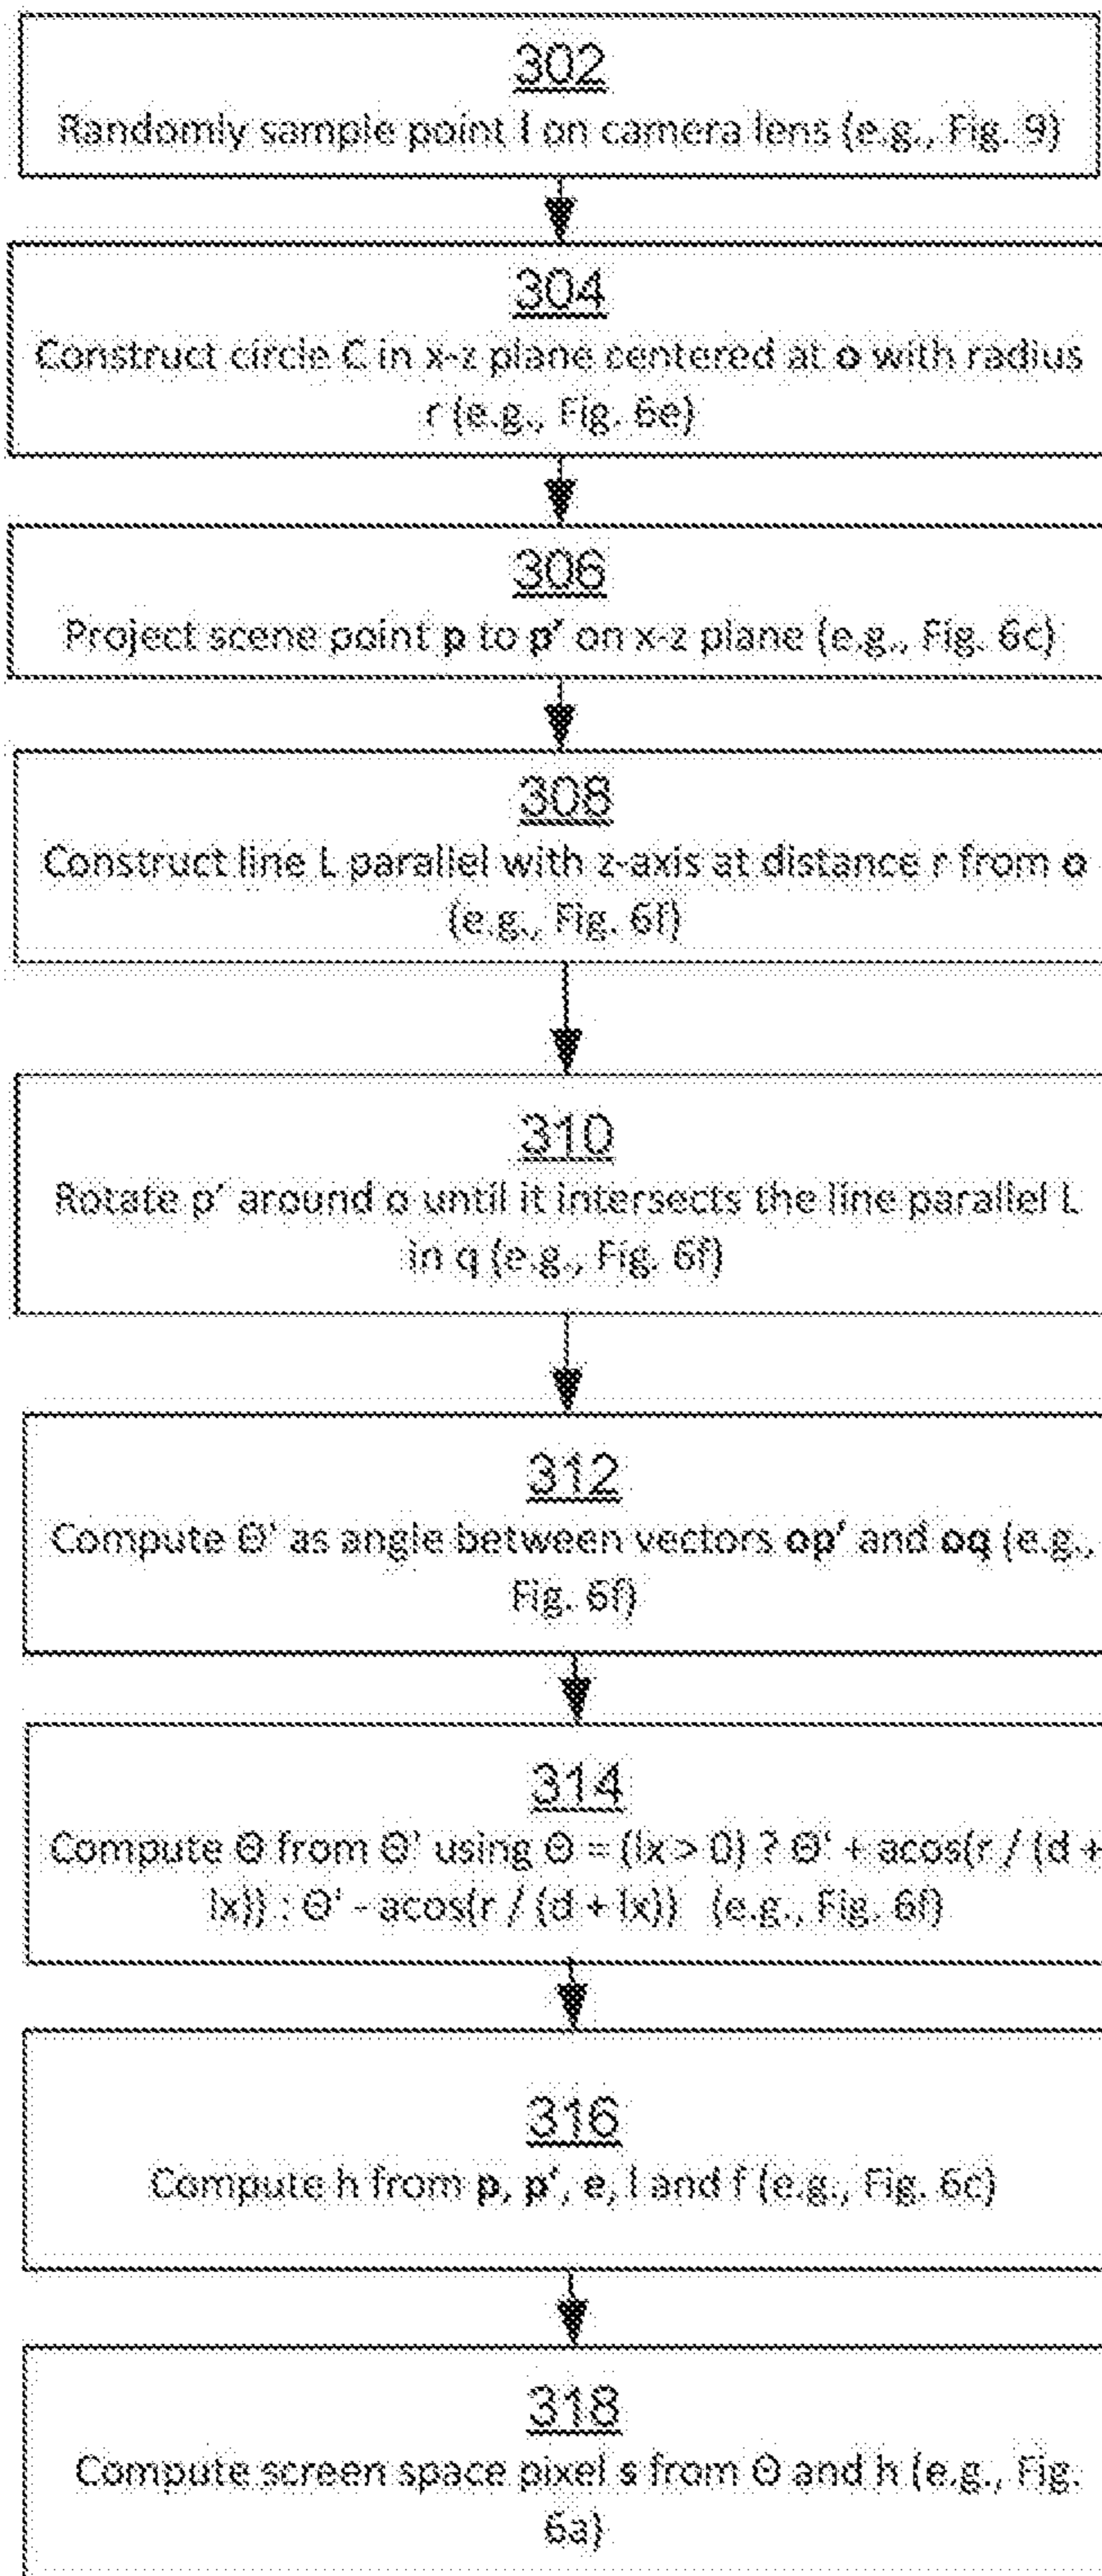 302
Randomly sample point l on camera lens (e.g., Fig. 9)
304
Construct circle C in x-z plane centered at o with radius
r (e.g., Fig. 6e)
306
Project scene point p to p' on x-z plane (e.g., Fig. 6c)
308
Construct line L parallel with z-axis at distance r from o
(e.g., Fig. 6f)
310
Rotate p' around o until it intersects the line parallel L
in q (e.g., Fig. 6f)
312
Compute Θ' as angle between vectors op' and oq (e.g.,
Fig. 6f)
314
Compute Θ from Θ' using Θ = (lx > 0) ? Θ' + acos(r / (d +
lx)) : Θ' - acos(r / (d + lx)) (e.g., Fig. 6f)
316
Compute h from p, p', e, l and f (e.g., Fig. 6c)
318
Compute screen space pixel s from Θ and h (e.g., Fig.
6a)